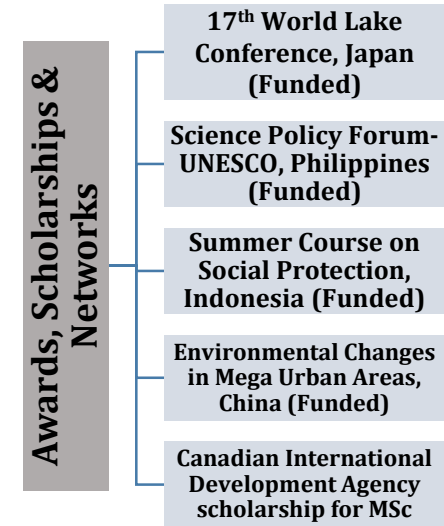 Awards, Scholarships &
Networks
17th World Lake
Conference, Japan
(Funded)
Science Policy Forum-
UNESCO, Philippines
(Funded)
Summer Course on
Social Protection,
Indonesia (Funded)
Environmental Changes
in Mega Urban Areas,
China (Funded)
Canadian International
Development Agency
scholarship for MSc